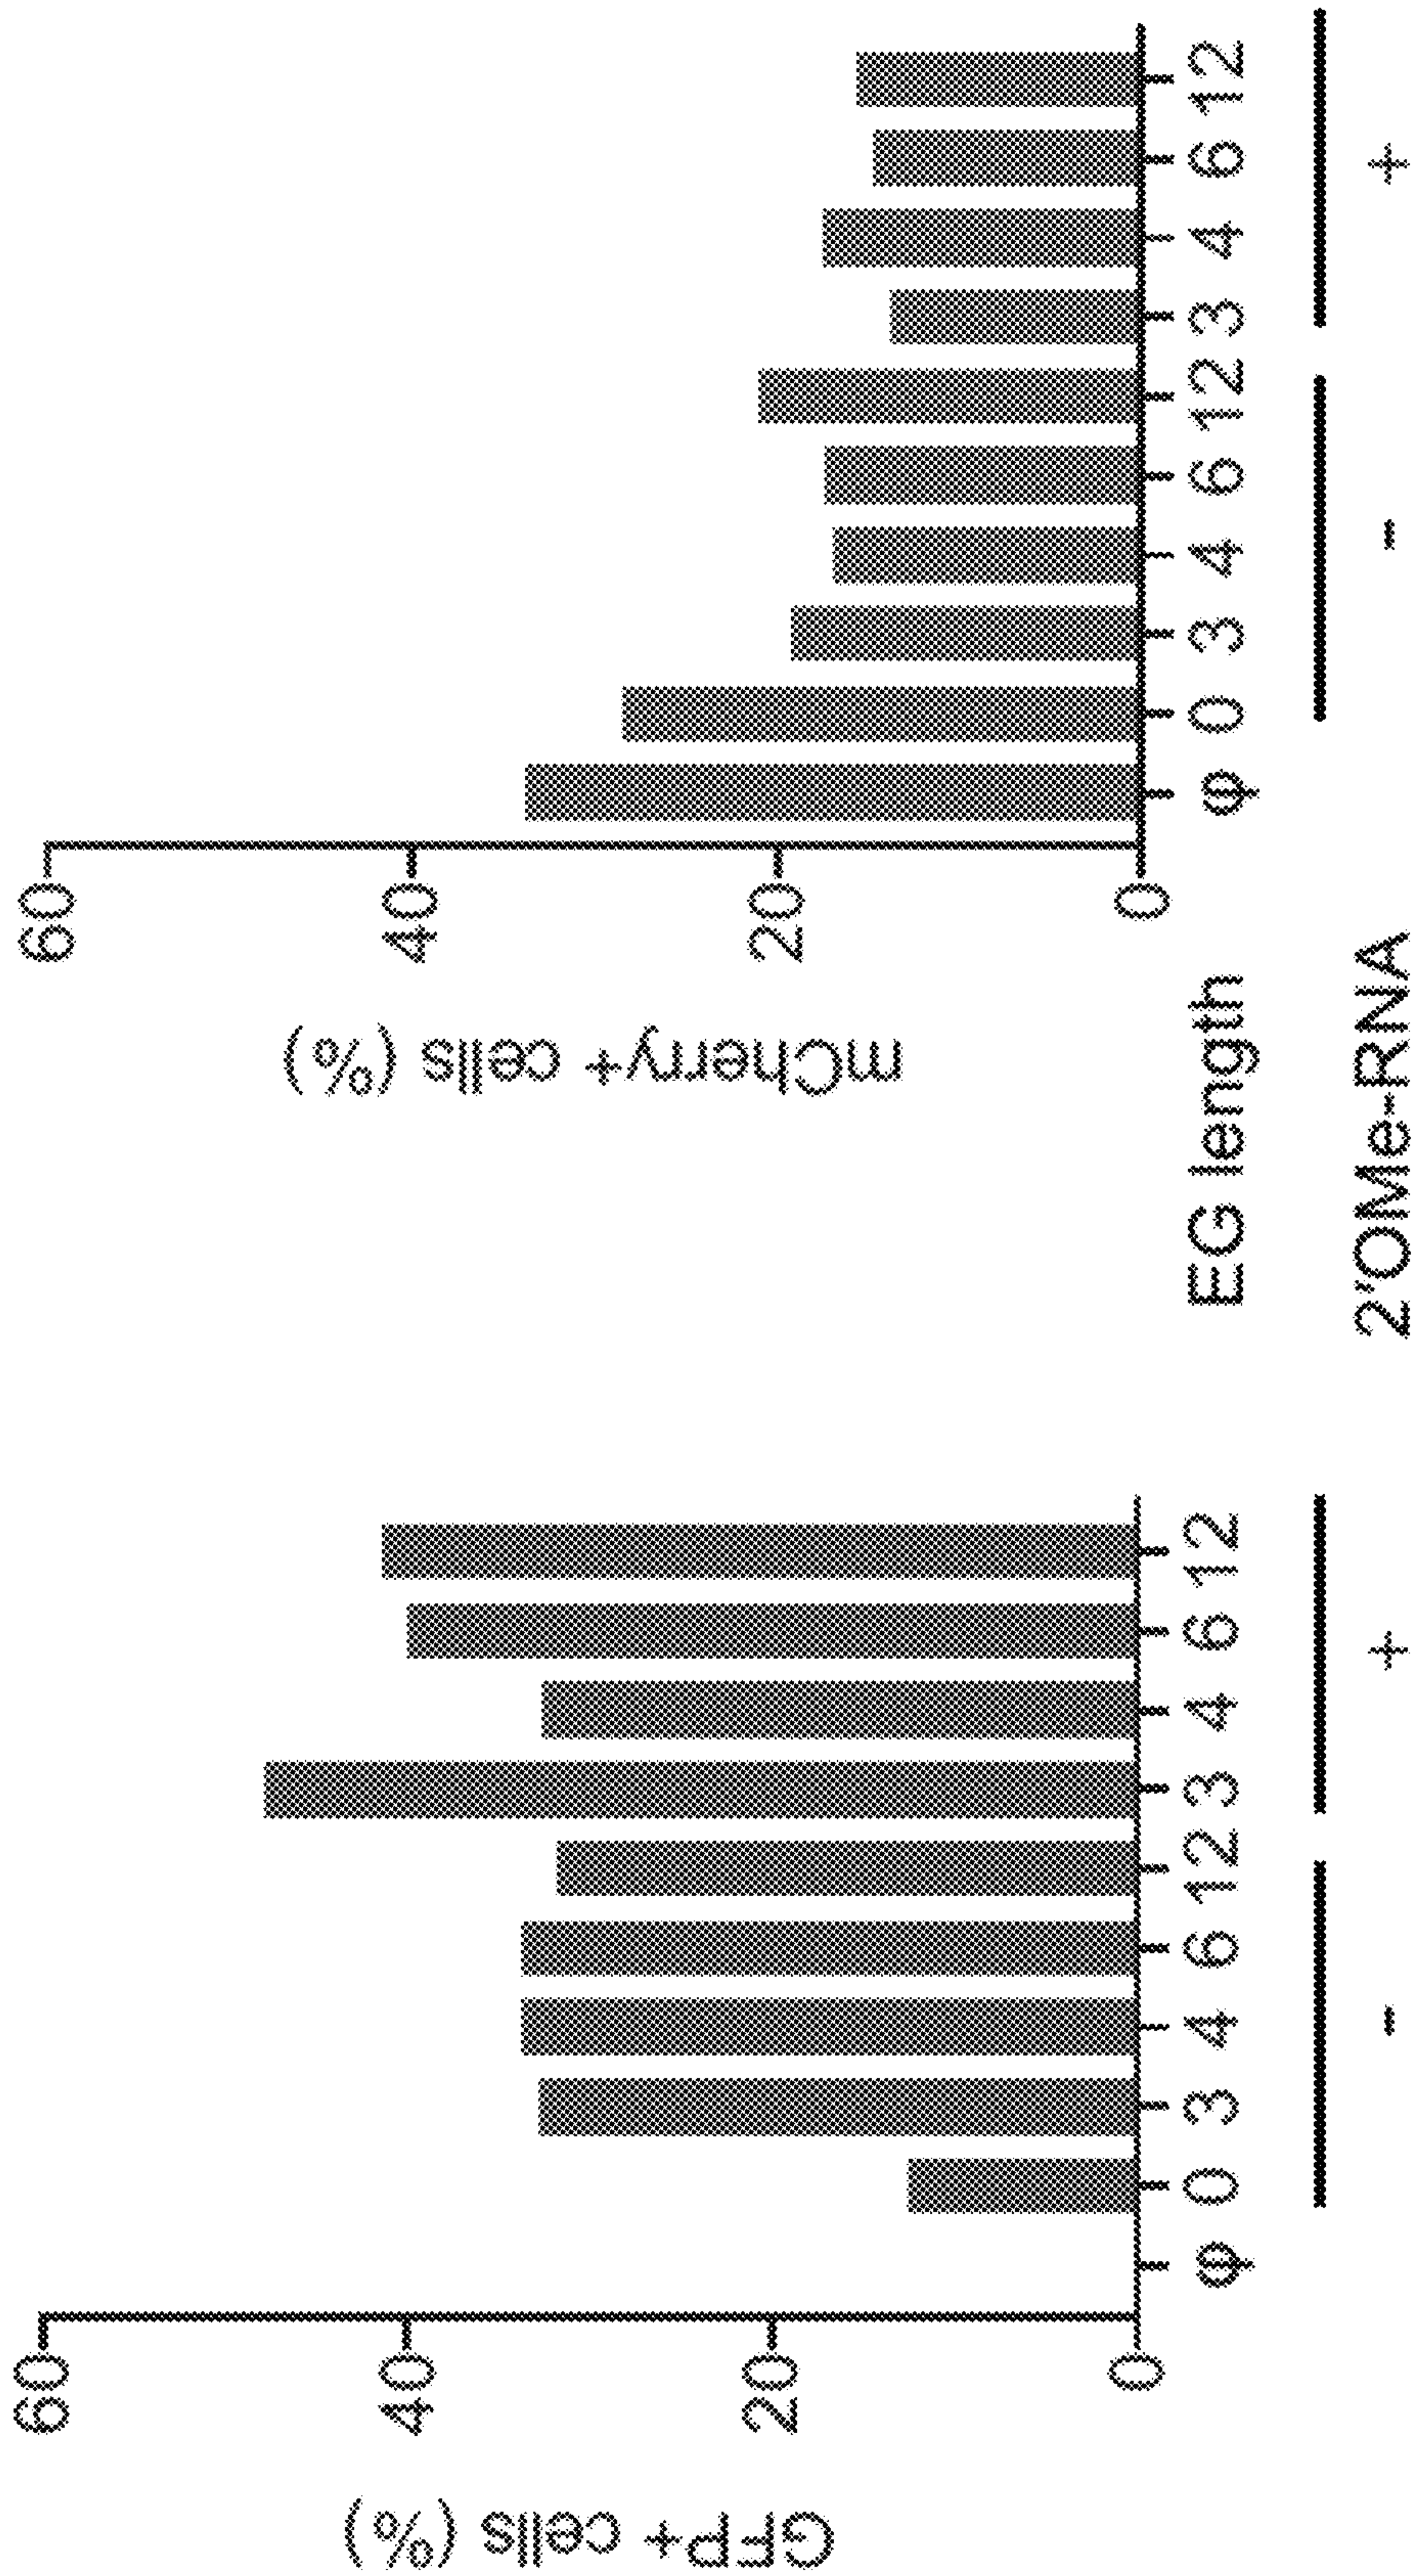 GFP+ cells (%)
60
40
20
0
φ 0 3 4 6 12 3 4 6 12
- +
mCherry+ cells (%)
60
40
20
0
EG length φ 0 3 4 6 12 3 4 6 12
2'OMe-RNA - +